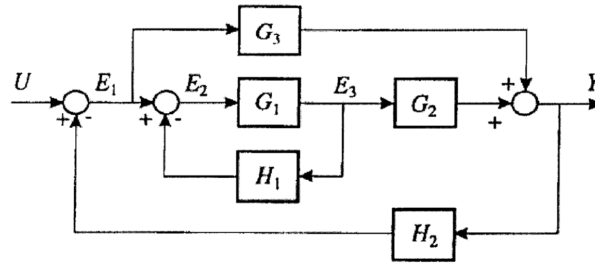 G₃
U E₁ E₂ G₁ E₃ G₂ + Y
+ - + - +
H₁
H₂